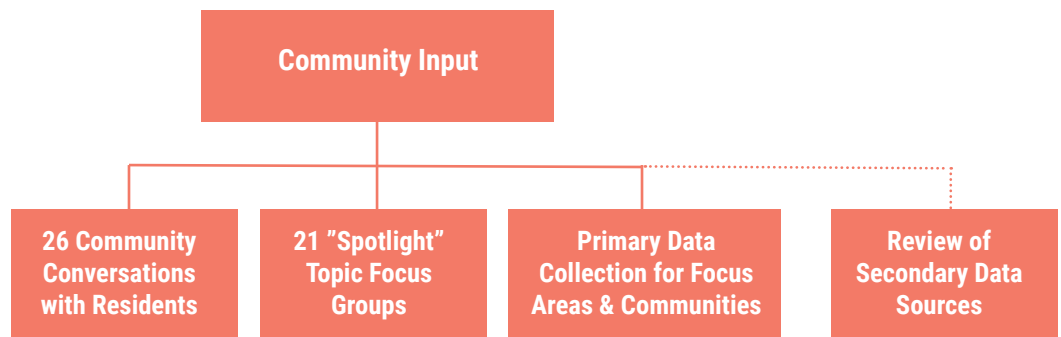 Community Input
26 Community
Conversations
with Residents
21 ”Spotlight”
Topic Focus
Groups
Primary Data
Collection for Focus
Areas & Communities
Review of
Secondary Data
Sources